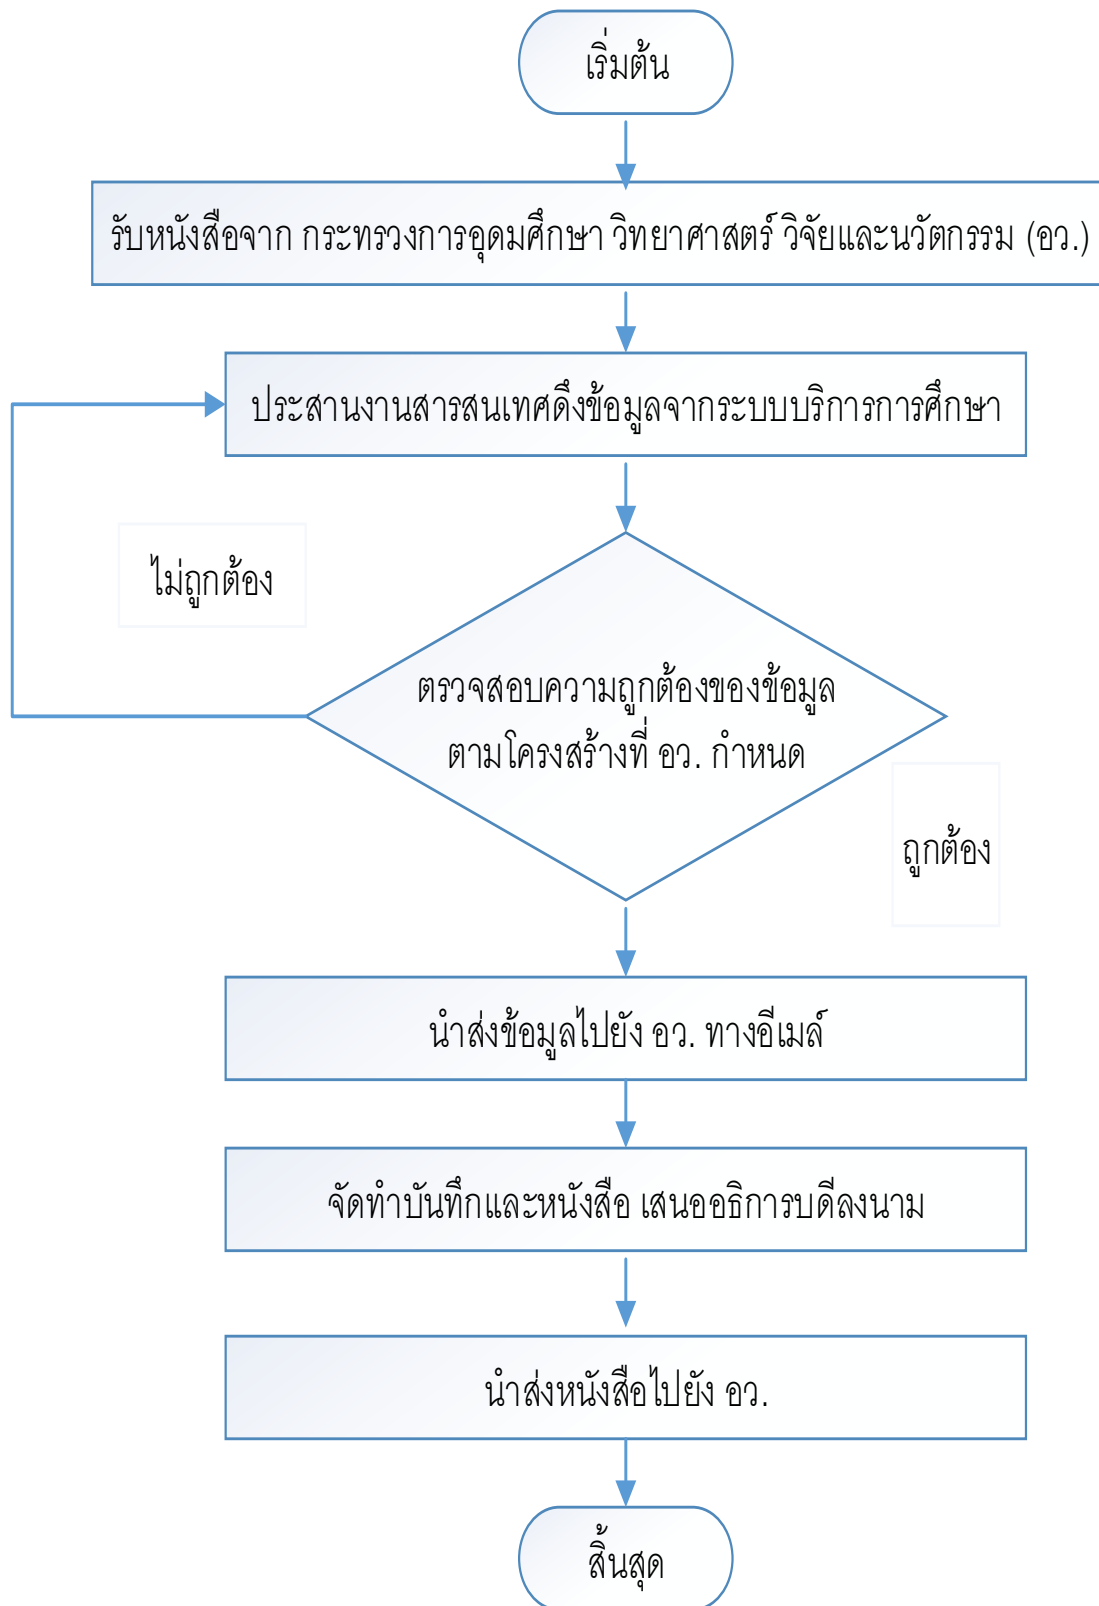 เริ่มต้น
รับหนังสือจาก กระทรวงการอุดมศึกษา วิทยาศาสตร์ วิจัยและนวัตกรรม (อว.)
ประสานงานสารสนเทศดึงข้อมูลจากระบบบริการการศึกษา
ไม่ถูกต้อง
ตรวจสอบความถูกต้องของข้อมูล
ตามโครงสร้างที่ อว. กำหนด
ถูกต้อง
นำส่งข้อมูลไปยัง อว. ทางอีเมล์
จัดทำบันทึกและหนังสือ เสนออธิการบดีลงนาม
นำส่งหนังสือไปยัง อว.
สิ้นสุด